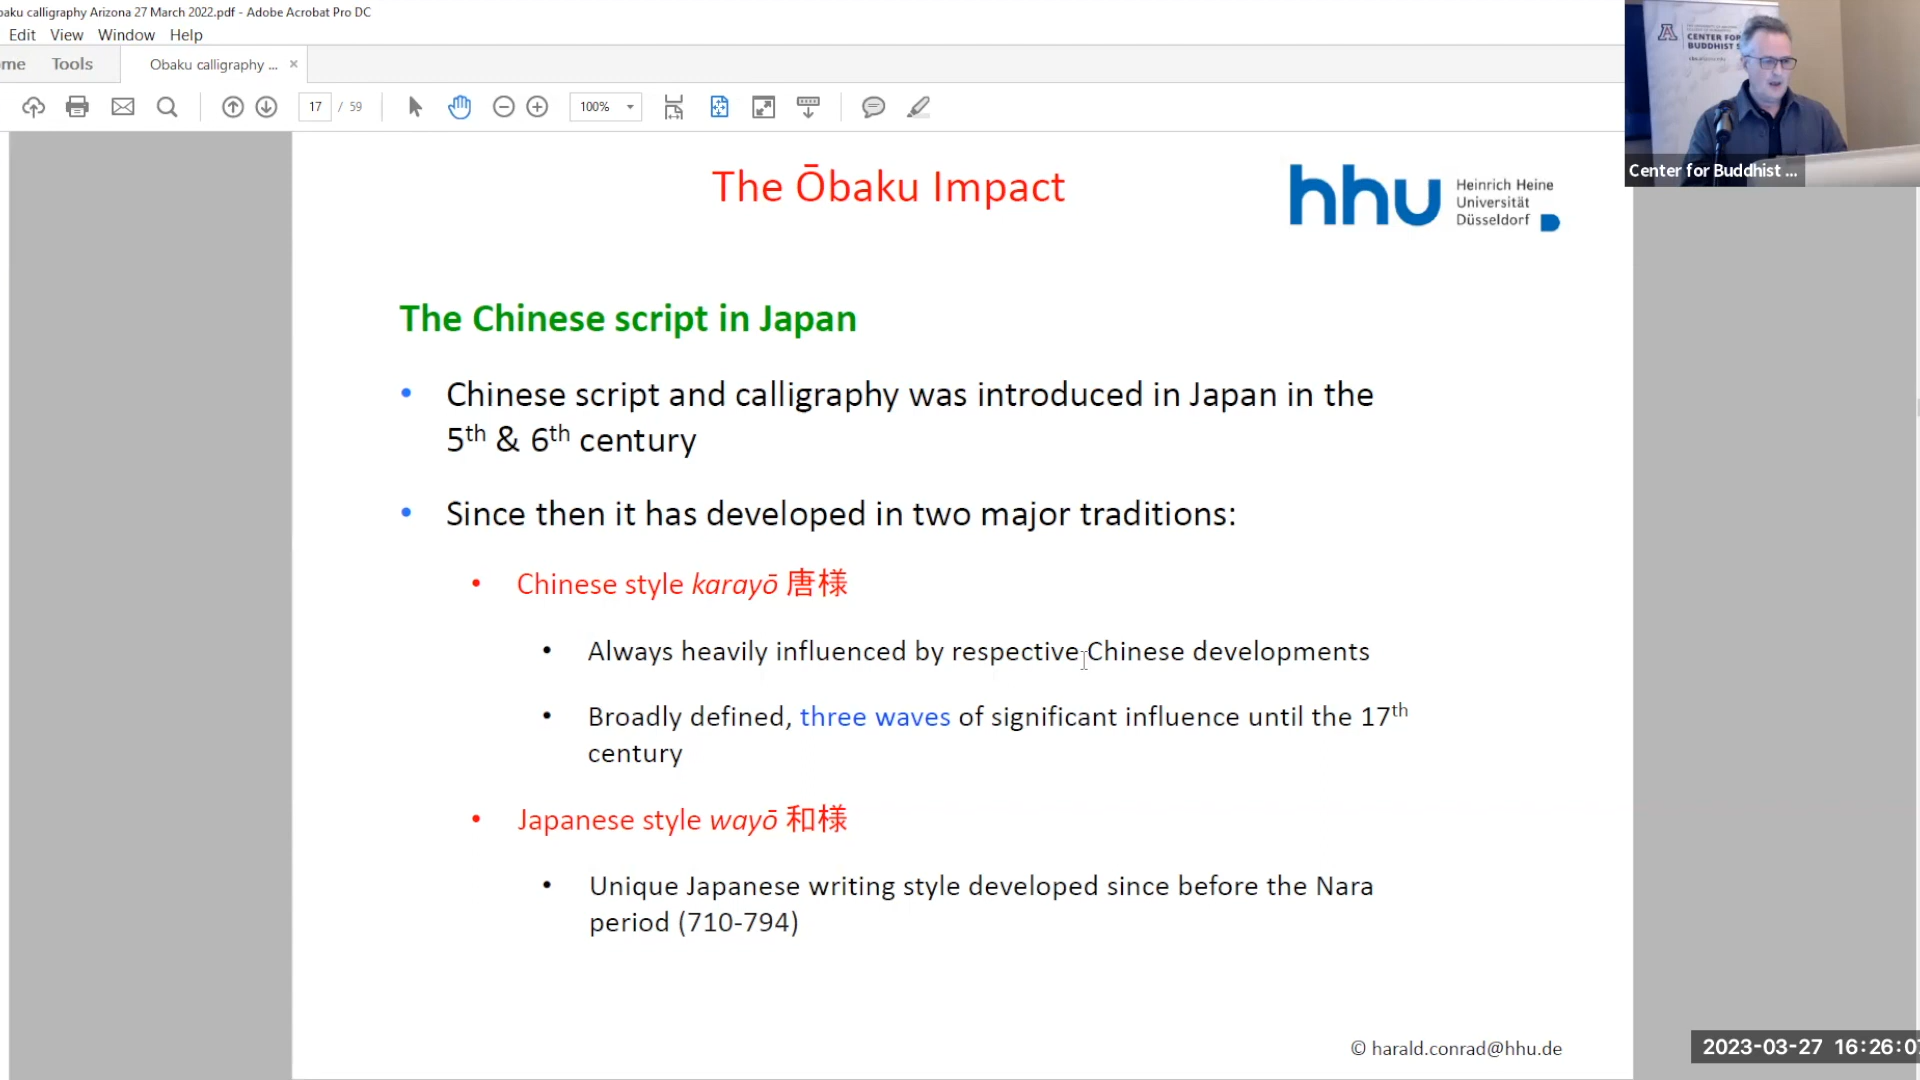 baku calligraphy Arizona 27 March 2022.pdf - Adobe Acrobat Pro DC
Edit View Window Help
me Tools Obaku calligraphy ... ×
17 / 59 100%
CENTER FOR
BUDDHIST S
Center for Buddhist ...
The Ōbaku Impact
hhu Heinrich Heine
Universität
Düsseldorf
The Chinese script in Japan
• Chinese script and calligraphy was introduced in Japan in the
5th & 6th century
• Since then it has developed in two major traditions:
• Chinese style karayō 唐様
• Always heavily influenced by respective Chinese developments
• Broadly defined, three waves of significant influence until the 17th
century
• Japanese style wayō 和様
• Unique Japanese writing style developed since before the Nara
period (710-794)
© harald.conrad@hhu.de
2023-03-27 16:26:07